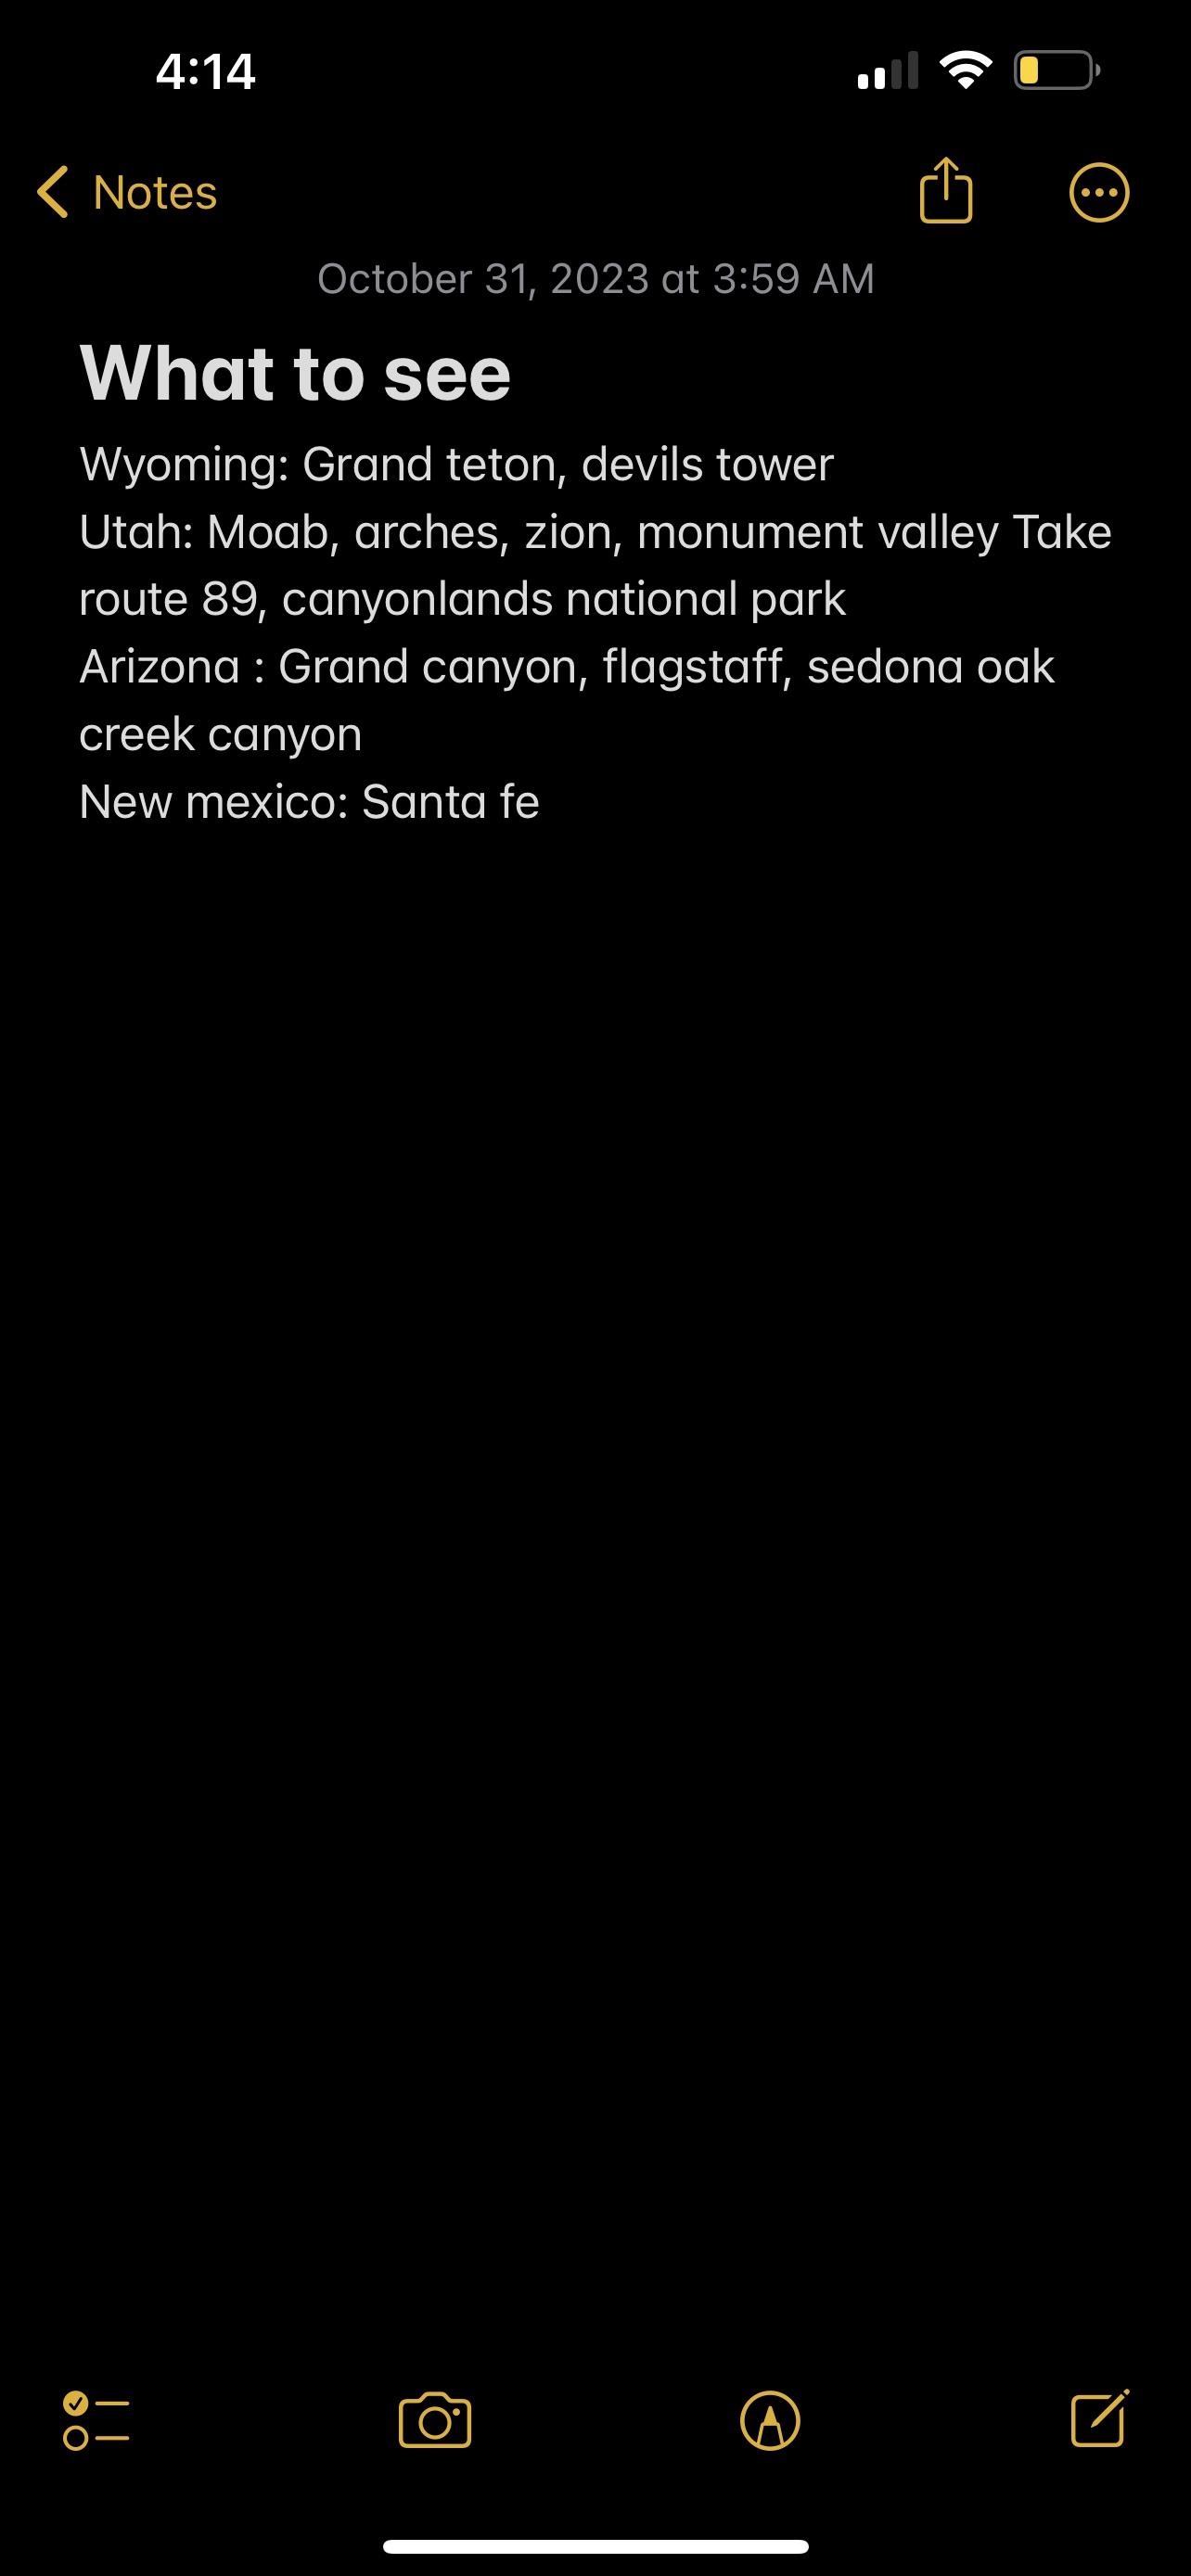 4:14
Notes
October 31, 2023 at 3:59 AM
What to see
Wyoming: Grand teton, devils tower
Utah: Moab, arches, zion, monument valley Take
route 89, canyonlands national park
Arizona : Grand canyon, flagstaff, sedona oak
creek canyon
New mexico: Santa fe